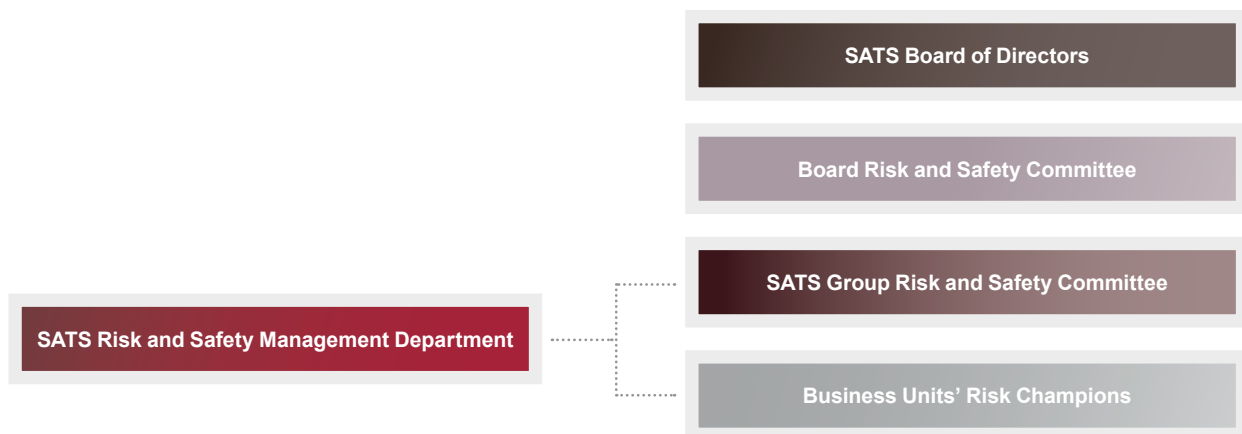 SATS Board of Directors
Board Risk and Safety Committee
SATS Group Risk and Safety Committee
SATS Risk and Safety Management Department
Business Units’ Risk Champions